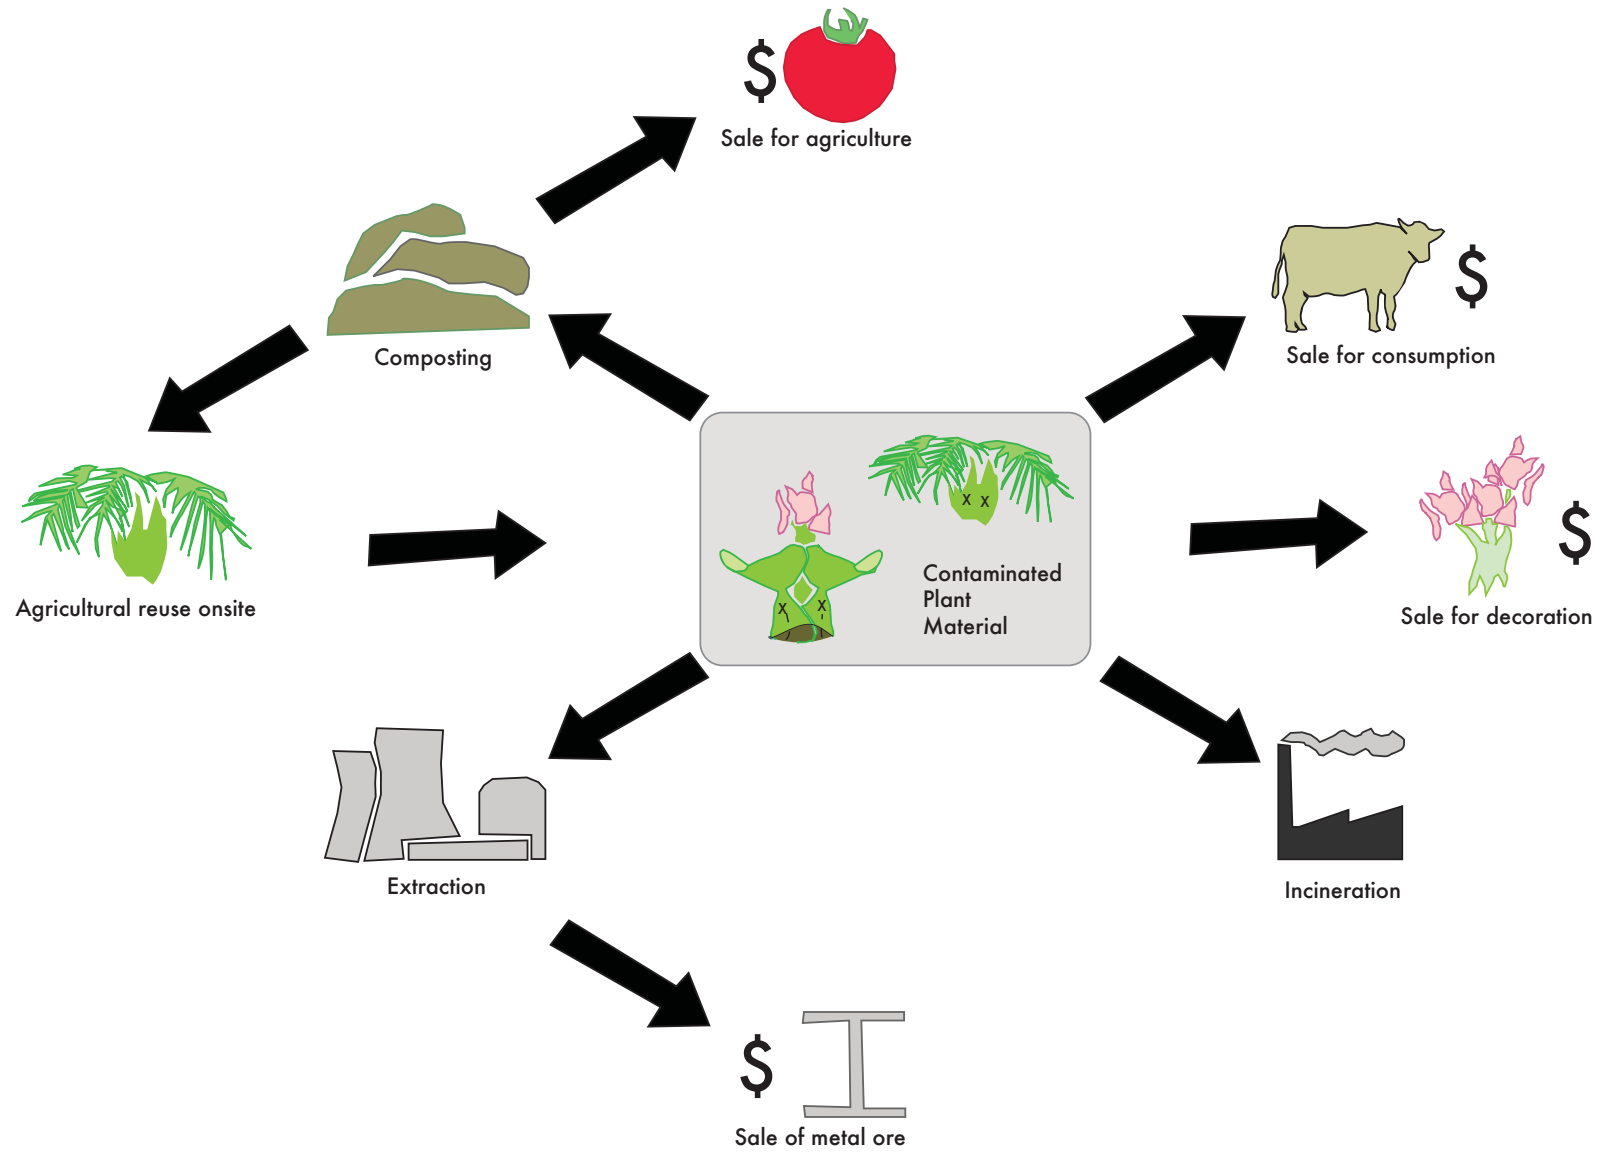 $
Sale for agriculture
$
Sale for consumption
Composting
X X
X X
Contaminated
Plant
Material
$
Sale for decoration
Agricultural reuse onsite
Extraction
Incineration
$
Sale of metal ore